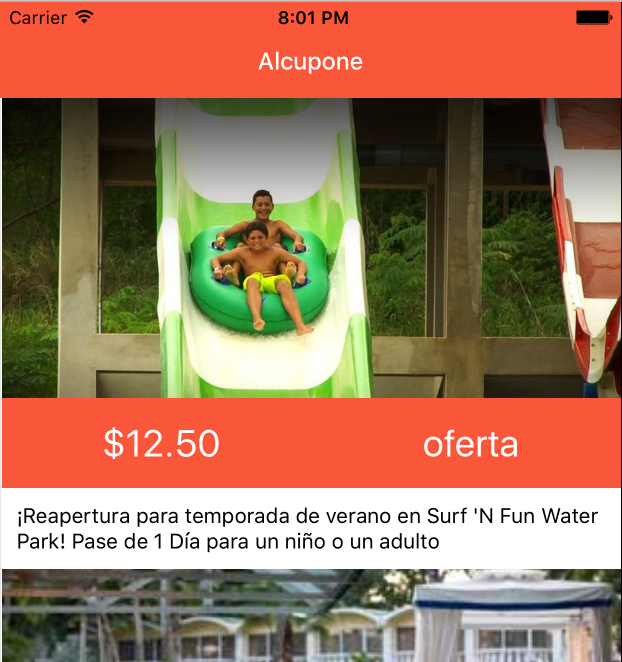 Carrier 8:01 PM
Alcupone
$12.50 oferta
¡Reapertura para temporada de verano en Surf 'N Fun Water
Park! Pase de 1 Día para un niño o un adulto